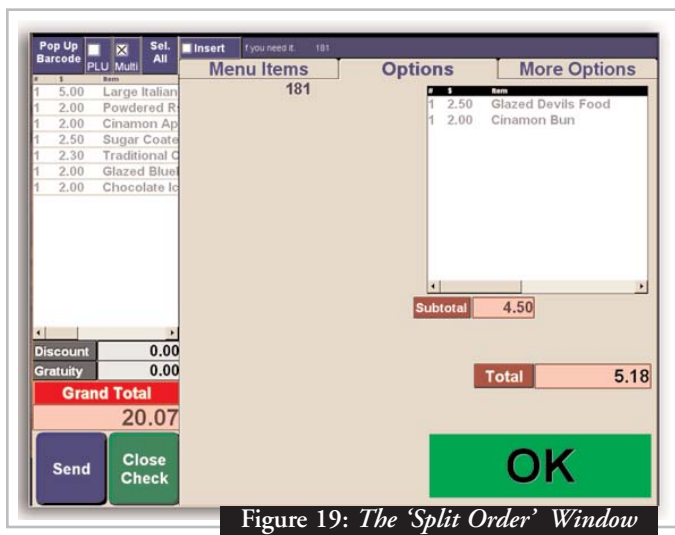 Pop Up Barcode PLU Multi Sel. All
Insert f you need it. 181
Menu Items Options More Options
# $ Item
1 5.00 Large Italian
1 2.00 Powdered R
1 2.00 Cinamon Ap
1 2.50 Sugar Coate
1 2.30 Traditional C
1 2.00 Glazed Blue
1 2.00 Chocolate Ic
181
# $ Item
1 2.50 Glazed Devils Food
1 2.00 Cinamon Bun
Subtotal 4.50
Discount 0.00
Gratuity 0.00
Grand Total
20.07
Total 5.18
Send
Close Check
OK
Figure 19: The ‘Split Order’ Window